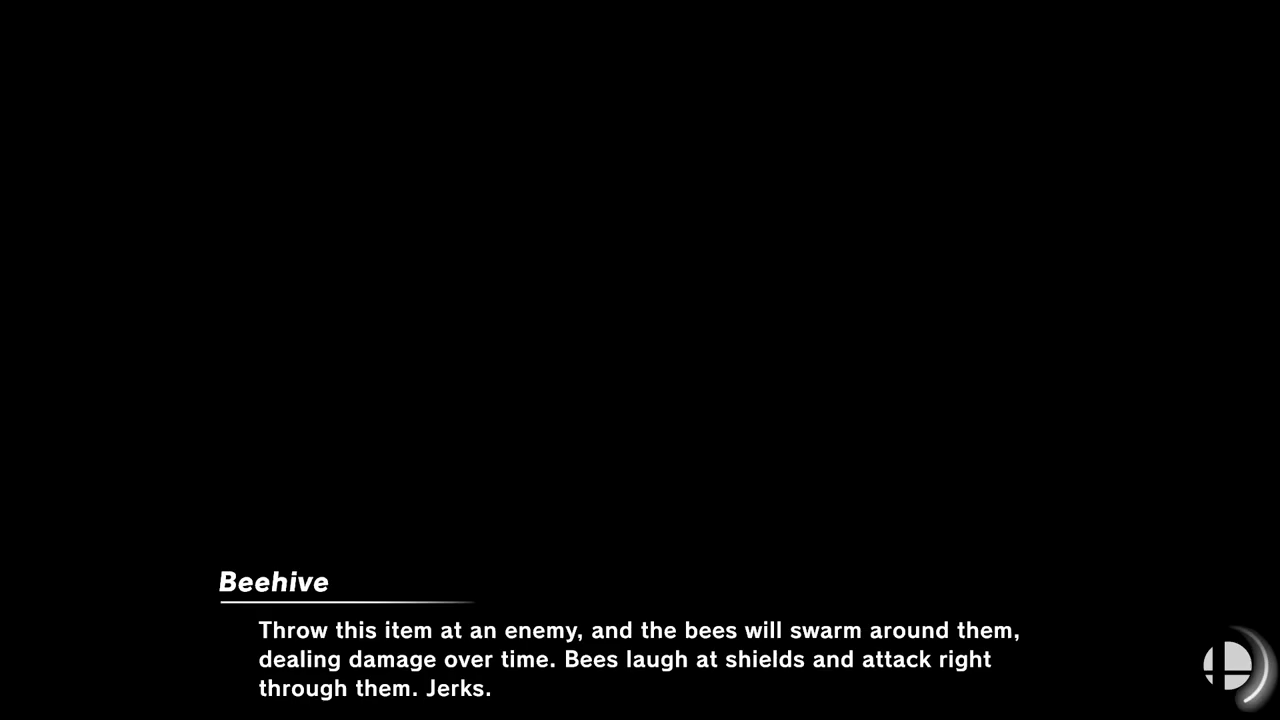 Beehive
Throw this item at an enemy, and the bees will swarm around them,
dealing damage over time. Bees laugh at shields and attack right
through them. Jerks.